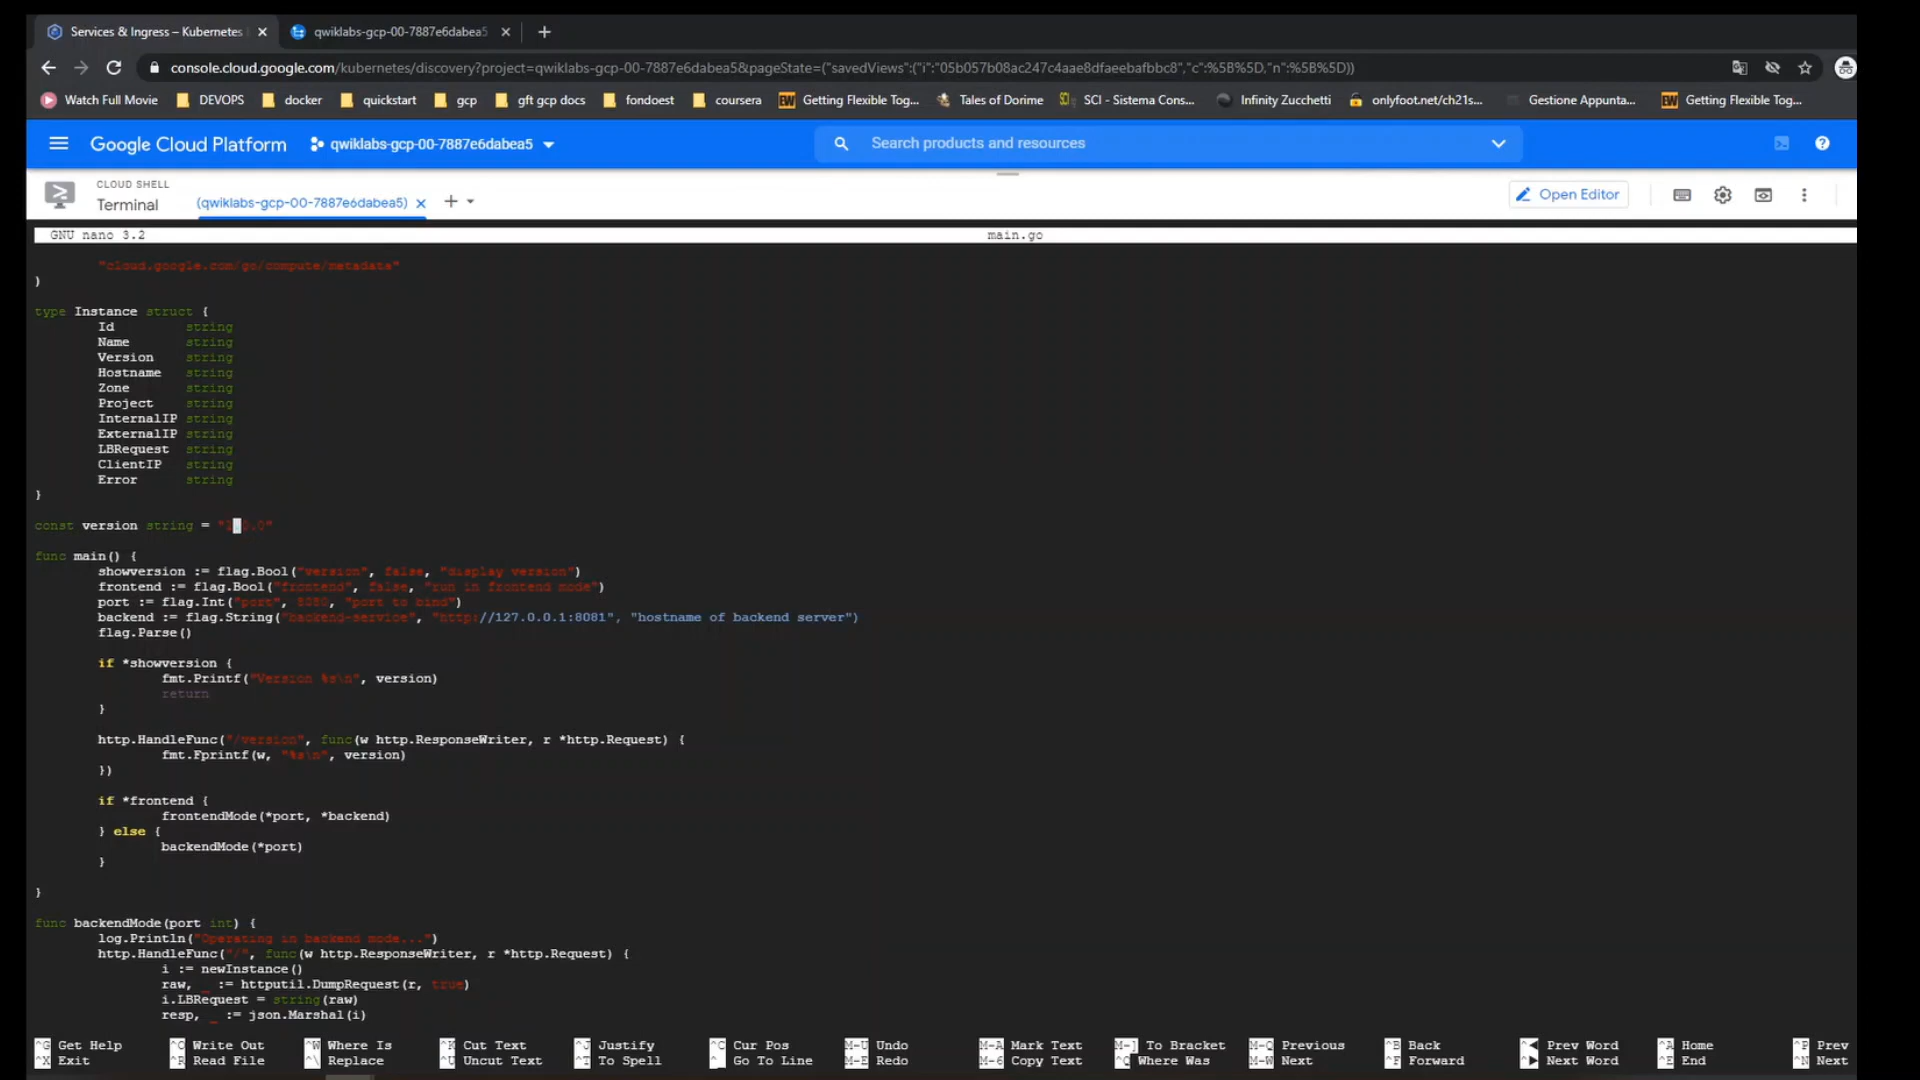 Services & Ingress – Kubernetes
qwiklabs-gcp-00-7887e6dabea5
console.cloud.google.com/kubernetes/discovery?project=qwiklabs-gcp-00-7887e6dabea5&pageState=("savedViews":("i":"05b057b08ac247c4aae8dfaeebafbbc8","c":%5B%5D,"n":%5B%5D))
Watch Full Movie DEVOPS docker quickstart gcp gft gcp docs fondoest coursera Getting Flexible Tog... Tales of Dorime SCI - Sistema Cons... Infinity Zucchetti onlyfoot.net/ch21s... Gestione Appunta... Getting Flexible Tog...
Google Cloud Platform qwiklabs-gcp-00-7887e6dabea5 Search products and resources
CLOUD SHELL
Terminal (qwiklabs-gcp-00-7887e6dabea5) Open Editor
GNU nano 3.2 main.go
"cloud.google.com/go/compute/metadata"
)
type Instance struct {
Id string
Name string
Version string
Hostname string
Zone string
Project string
InternalIP string
ExternalIP string
LBRequest string
ClientIP string
Error string
}
const version string =
func main() {
showversion := flag.Bool("version", false, "display version")
frontend := flag.Bool("frontend", false, "run in frontend mode")
port := flag.Int("port", 8080, "port to bind")
backend := flag.String("backend-service", "http://127.0.0.1:8081", "hostname of backend server")
flag.Parse()
if *showversion {
fmt.Printf("Version %s\n", version)
return
}
http.HandleFunc("/version", func(w http.ResponseWriter, r *http.Request) {
fmt.Fprintf(w, "%s\n", version)
})
if *frontend {
frontendMode(*port, *backend)
} else {
backendMode(*port)
}
}
func backendMode(port int) {
log.Println("Operating in backend mode...")
http.HandleFunc("/", func(w http.ResponseWriter, r *http.Request) {
i := newInstance()
raw, _ := httputil.DumpRequest(r, true)
i.LBRequest = string(raw)
resp, _ := json.Marshal(i)
^G Get Help ^O Write Out ^W Where Is ^K Cut Text ^J Justify ^C Cur Pos M-U Undo M-A Mark Text M-] To Bracket M-Q Previous ^B Back ^◀ Prev Word ^A Home ^P Prev
^X Exit ^R Read File ^\ Replace ^U Uncut Text ^T To Spell ^_ Go To Line M-E Redo M-6 Copy Text ^Q Where Was M-W Next ^F Forward ^▶ Next Word ^E End ^N Next